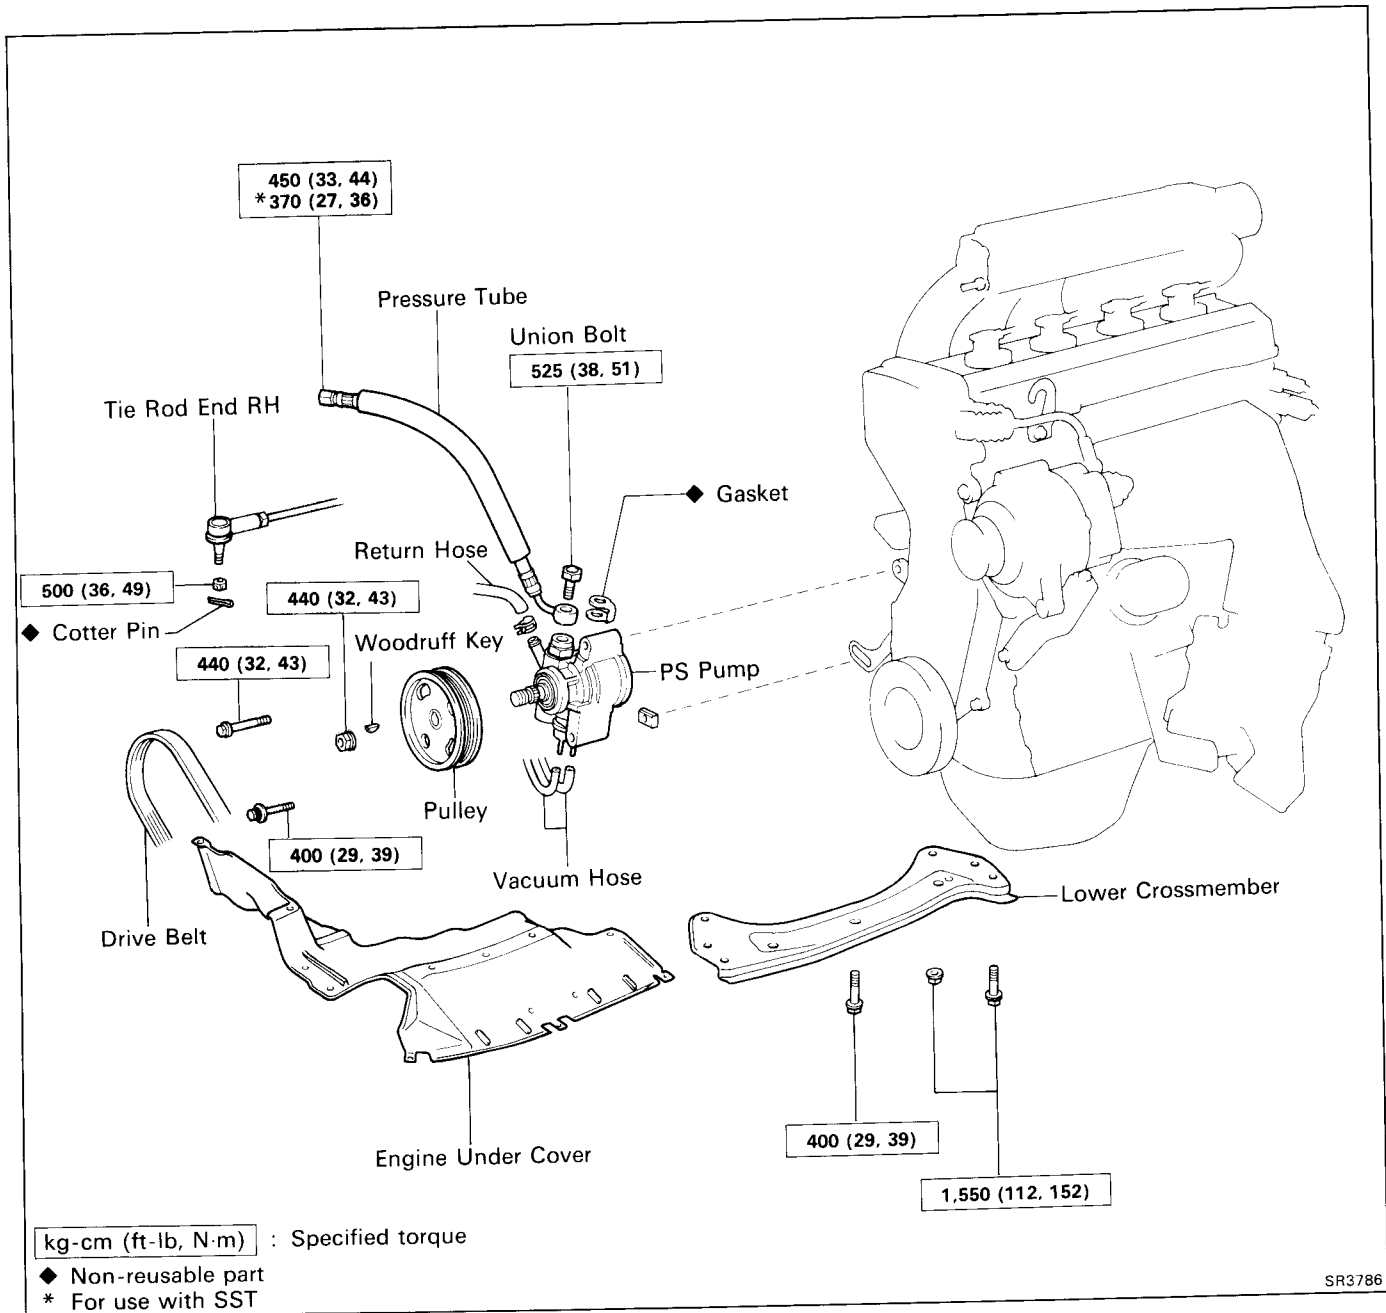 450 (33, 44)
*370 (27, 36)
Pressure Tube
Union Bolt
525 (38, 51)
Tie Rod End RH
◆ Gasket
Return Hose
500 (36, 49)
440 (32, 43)
◆ Cotter Pin
Woodruff Key
440 (32, 43)
PS Pump
Pulley
400 (29, 39)
Vacuum Hose
Lower Crossmember
Drive Belt
400 (29, 39)
Engine Under Cover
1,550 (112, 152)
kg-cm (ft-lb, N·m) : Specified torque
◆ Non-reusable part
* For use with SST
SR3786